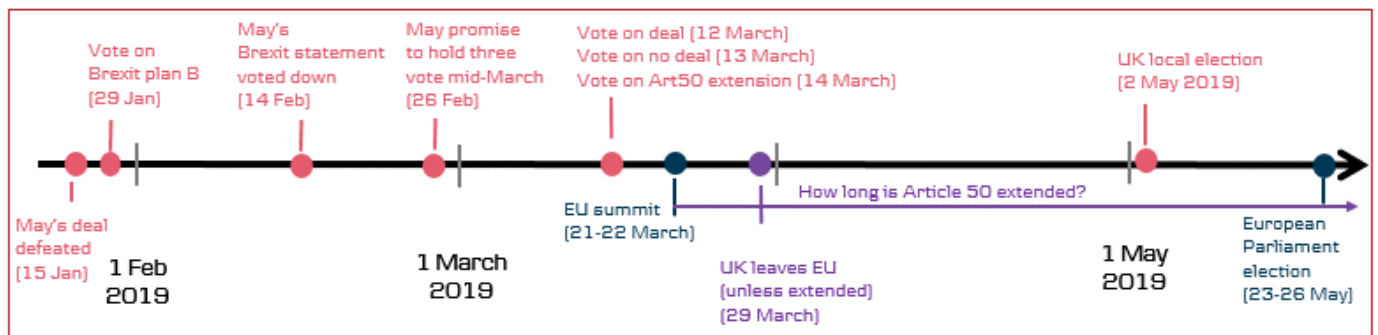 Vote on
Brexit plan B
(29 Jan)
May's
Brexit statement
voted down
(14 Feb)
May promise
to hold three
vote mid-March
(26 Feb)
Vote on deal (12 March)
Vote on no deal (13 March)
Vote on Art50 extension (14 March)
UK local election
(2 May 2019)
May's deal
defeated
(15 Jan)
1 Feb
2019
1 March
2019
EU summit
(21-22 March)
How long is Article 50 extended?
UK leaves EU
(unless extended)
(29 March)
1 May
2019
European
Parliament
election
(23-26 May)